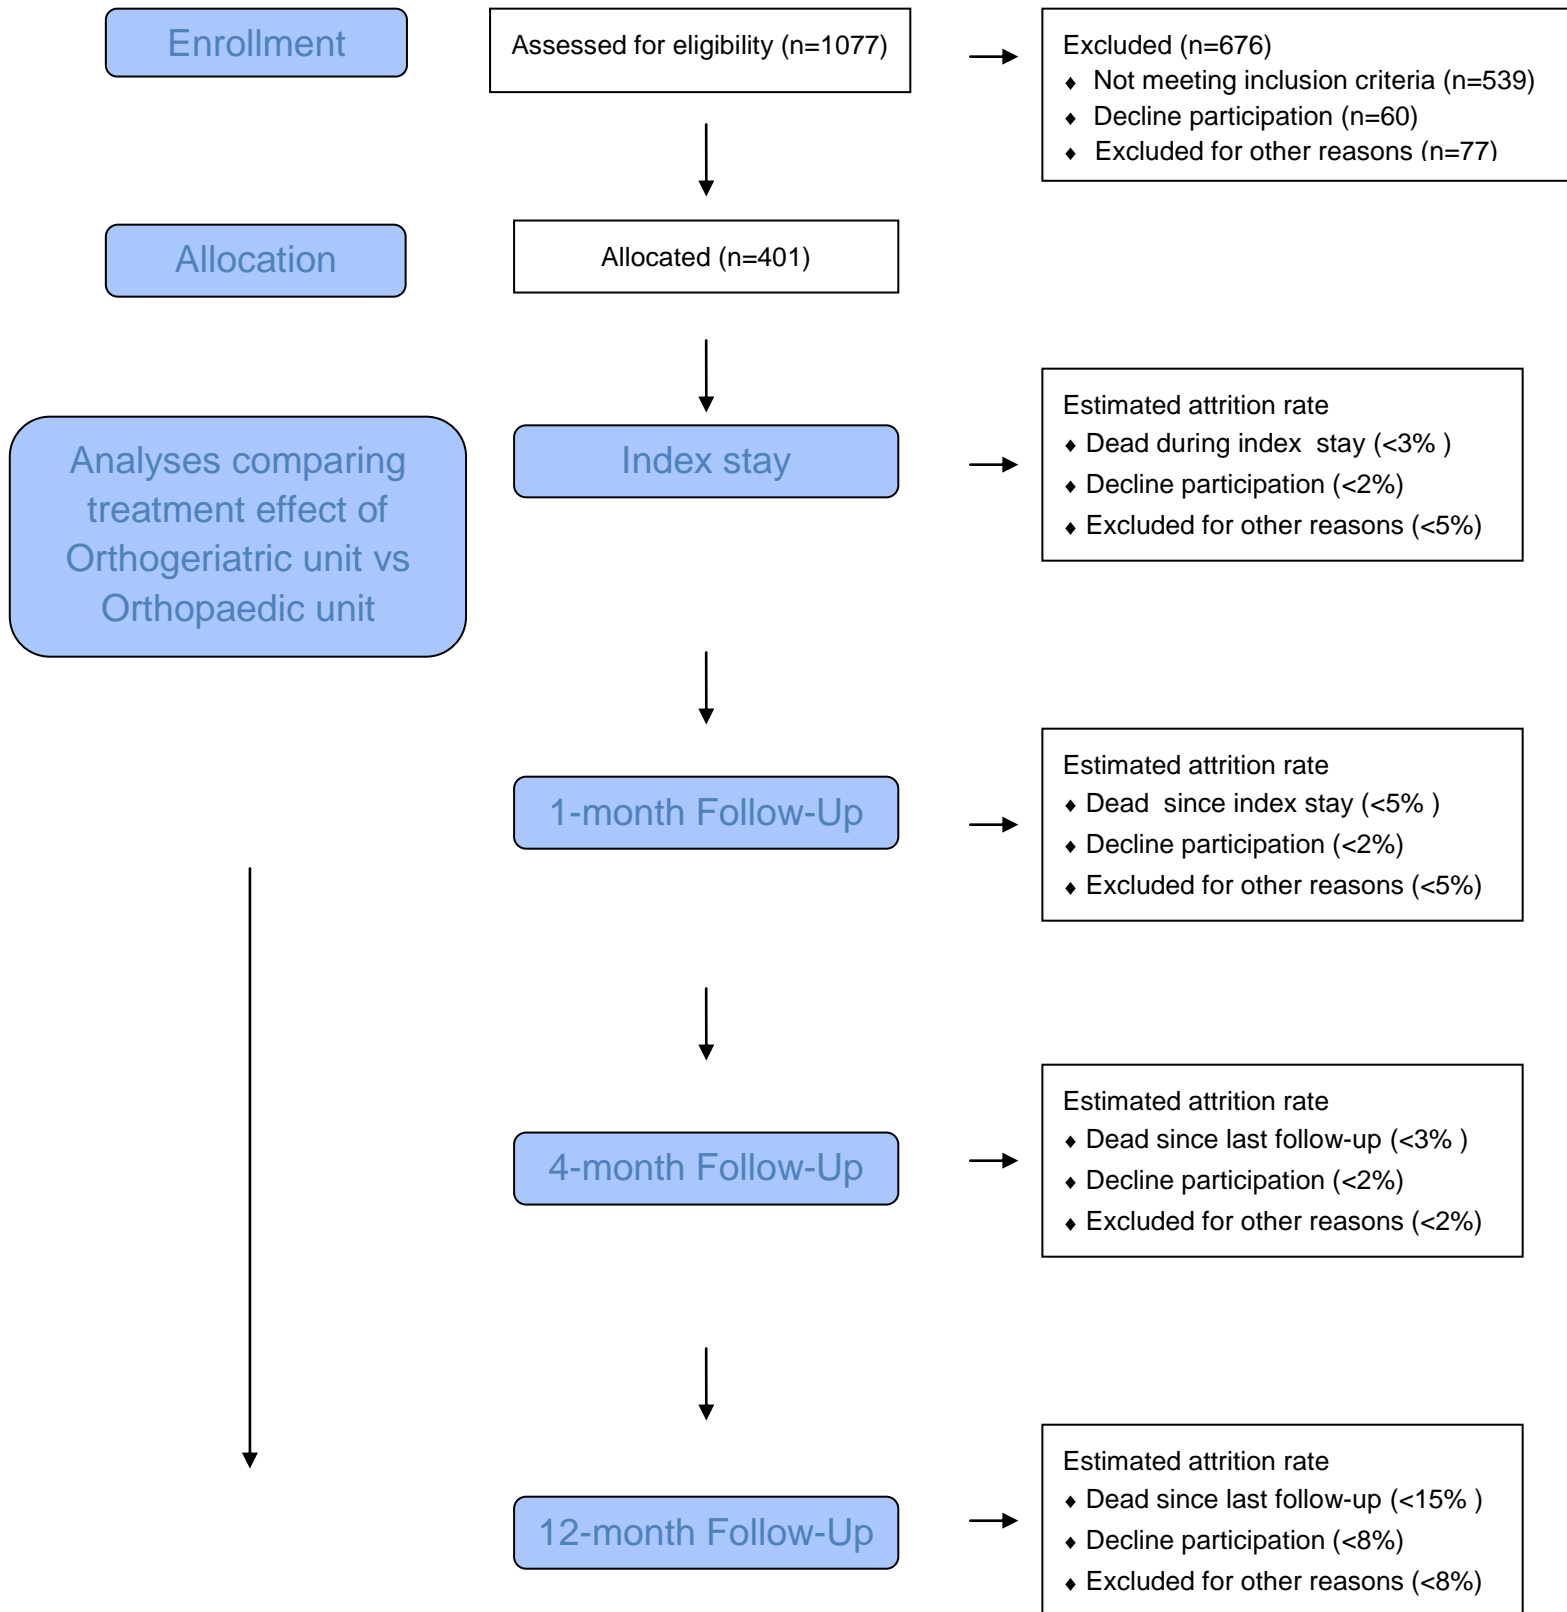 Enrollment
Assessed for eligibility (n=1077)
Excluded (n=676)
♦ Not meeting inclusion criteria (n=539)
♦ Decline participation (n=60)
♦ Excluded for other reasons (n=77)
Allocation
Allocated (n=401)
Analyses comparing
treatment effect of
Orthogeriatric unit vs
Orthopaedic unit
Index stay
Estimated attrition rate
♦ Dead during index stay (<3% )
♦ Decline participation (<2%)
♦ Excluded for other reasons (<5%)
1-month Follow-Up
Estimated attrition rate
♦ Dead since index stay (<5% )
♦ Decline participation (<2%)
♦ Excluded for other reasons (<5%)
4-month Follow-Up
Estimated attrition rate
♦ Dead since last follow-up (<3% )
♦ Decline participation (<2%)
♦ Excluded for other reasons (<2%)
12-month Follow-Up
Estimated attrition rate
♦ Dead since last follow-up (<15% )
♦ Decline participation (<8%)
♦ Excluded for other reasons (<8%)